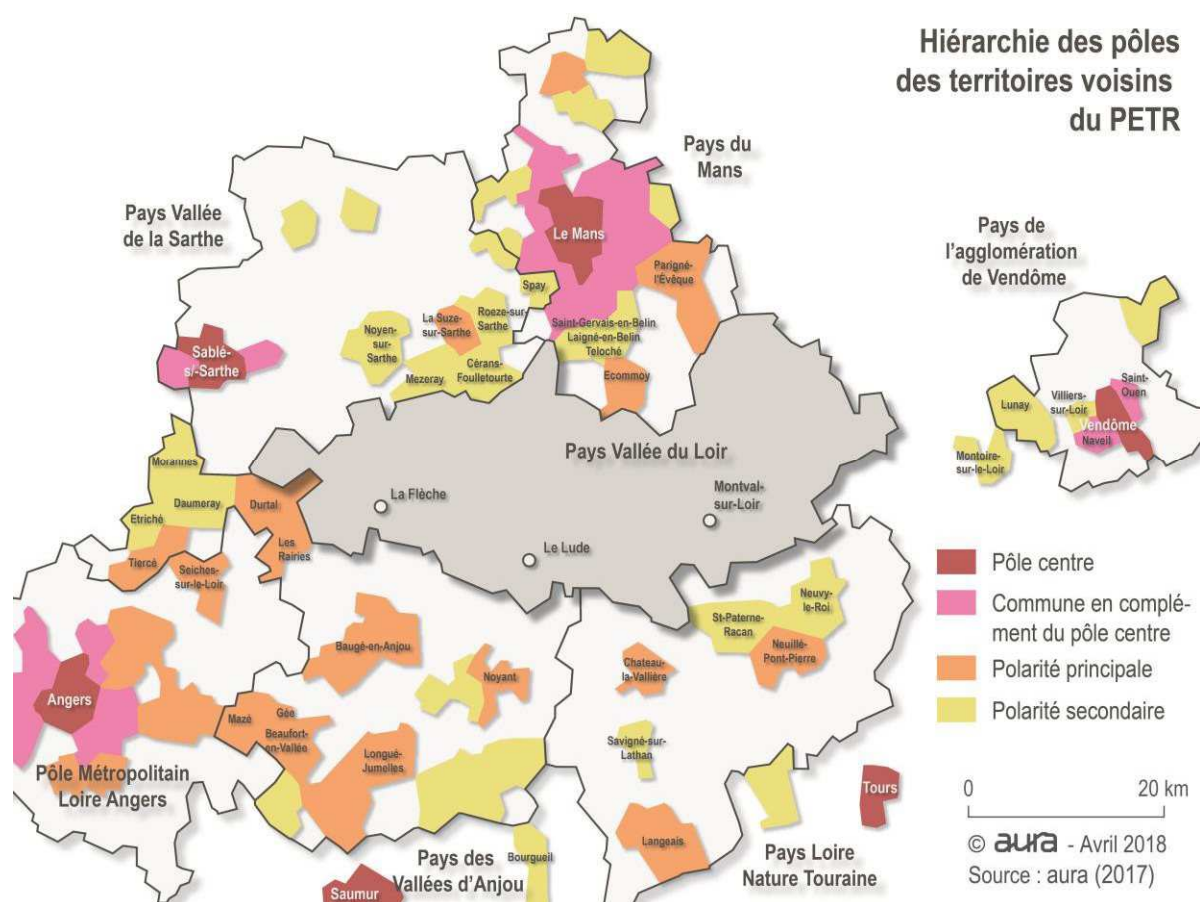 Hiérarchie des pôles
des territoires voisins
du PETR
Pays du
Mans
Pays Vallée
de la Sarthe
Pays de
l'agglomération
de Vendôme
Le Mans
Parigné-
l'Évêque
Spay
La Suze-
sur-Sarthe
Roeze-sur-
Sarthe
Saint-Gervais-en-Belin
Laigné-en-Belin
Teloché
Noyen-
sur-
Sarthe
Sablé-
s/-Sarthe
Cérans-
Foulletourte
Mezeray
Ecommoy
Saint-
Ouen
Villiers-
sur-Loir
Lunay
Vendôme
Naveil
Montoire-
sur-le-Loir
Pays Vallée du Loir
La Flèche
Montval-
sur-Loir
Le Lude
Morannes
Daumeray
Durtal
Etriché
Les
Rairies
Tiercé
Seiches-
sur-le-Loir
Neuvy-
le-Roi
St-Paterne-
Racan
Neuillé-
Pont-Pierre
Baugé-en-Anjou
Noyant
Chateau-
la-Vallière
Angers
Mazé
Gée
Beaufort-
en-Vallée
Longué-
Jumelles
Savigné-sur-
Lathan
Pôle Métropolitain
Loire Angers
Tours
Langeais
Bourgueil
Pays des
Vallées d'Anjou
Pays Loire
Nature Touraine
Saumur
Pôle centre
Commune en complé-
ment du pôle centre
Polarité principale
Polarité secondaire
0 20 km
© aura - Avril 2018
Source : aura (2017)